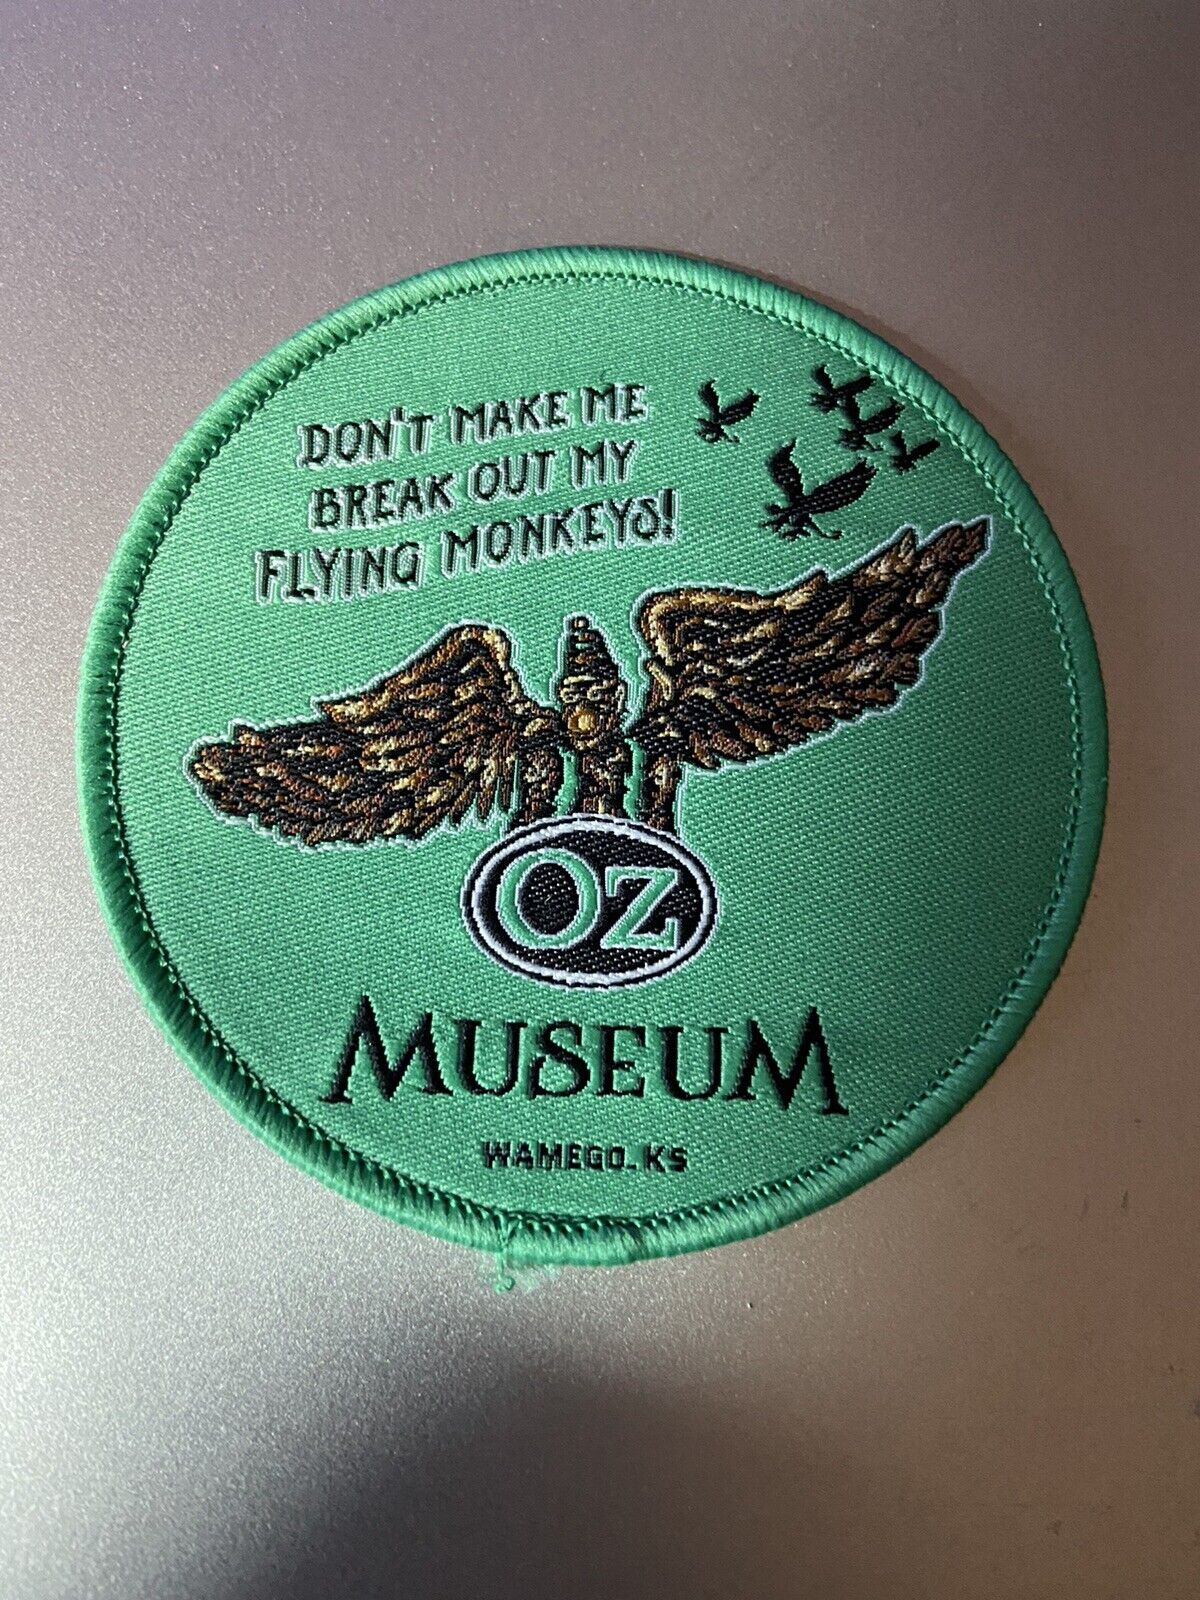 DON'T MAKE ME
BREAK OUT MY
FLYING MONKEYS!
OZ
MUSEUM
WAMEGO. KS